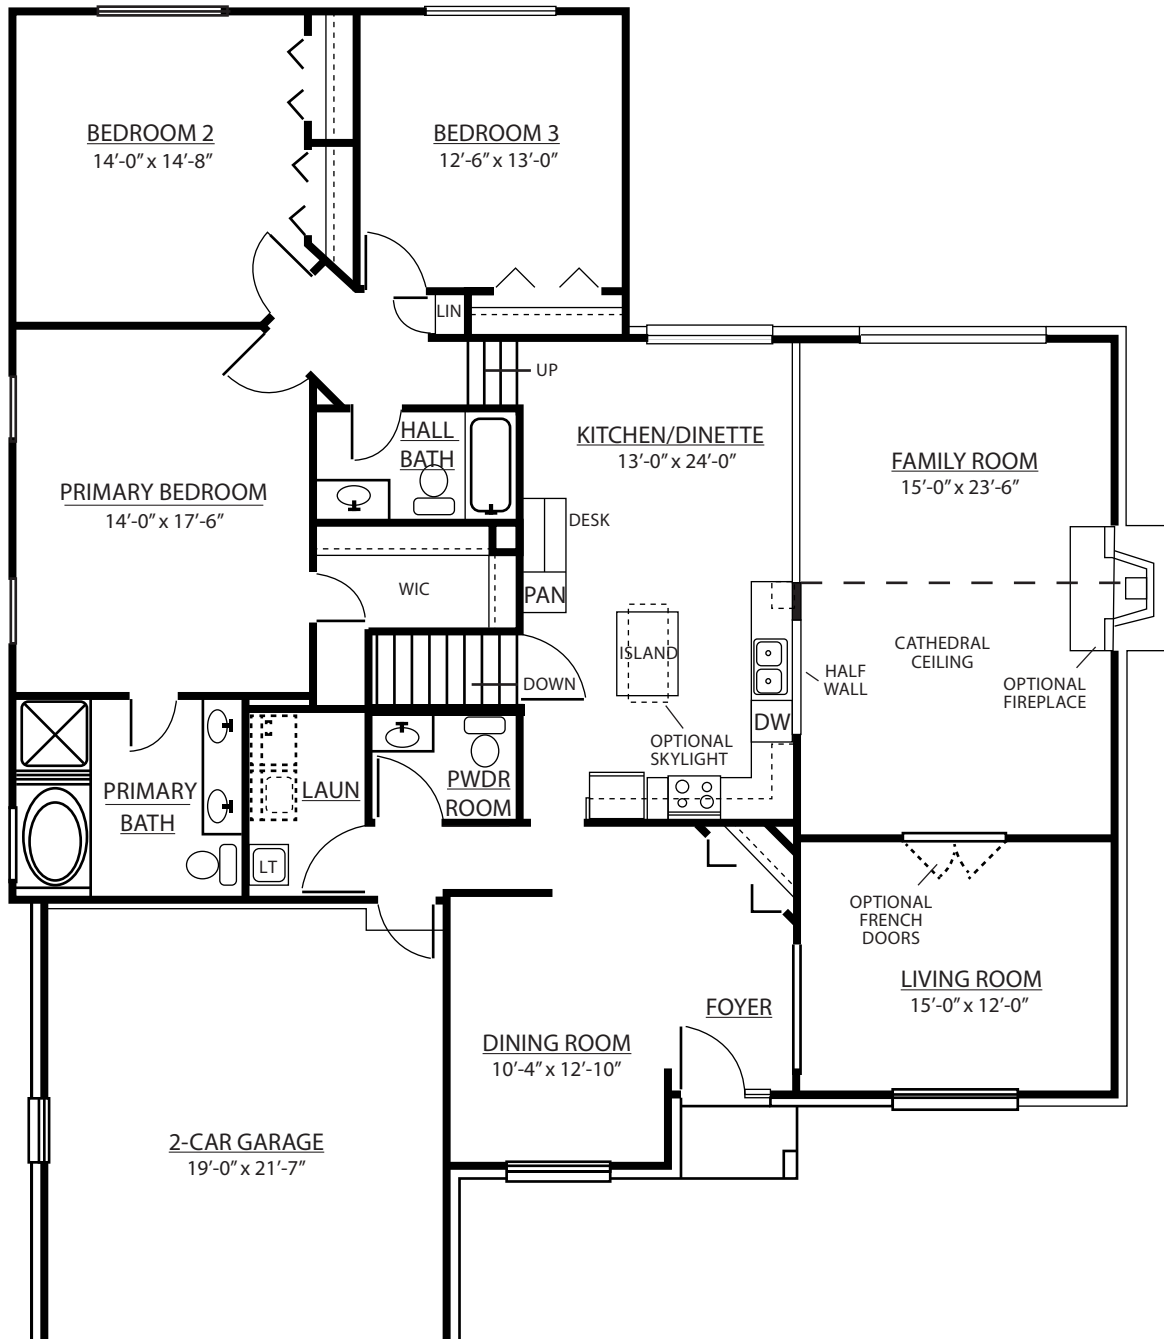 BEDROOM 2
14'-0" x 14'-8"
BEDROOM 3
12'-6" x 13'-0"
LIN
UP
HALL
BATH
KITCHEN/DINETTE
13'-0" x 24'-0"
FAMILY ROOM
15'-0" x 23'-6"
PRIMARY BEDROOM
14'-0" x 17'-6"
DESK
WIC
PAN
ISLAND
CATHEDRAL
CEILING
HALF
WALL
OPTIONAL
FIREPLACE
DOWN
DW
OPTIONAL
SKYLIGHT
PRIMARY
BATH
LAUN
PWDR
ROOM
LT
OPTIONAL
FRENCH
DOORS
LIVING ROOM
15'-0" x 12'-0"
FOYER
DINING ROOM
10'-4" x 12'-10"
2-CAR GARAGE
19'-0" x 21'-7"